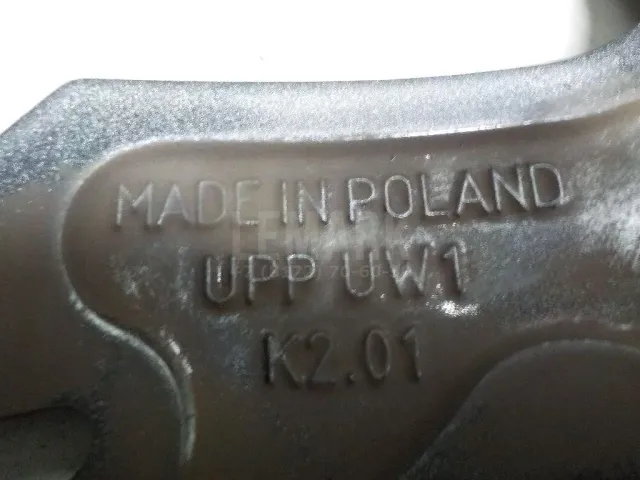 MADE IN POLAND
UPP UW1
K2.01